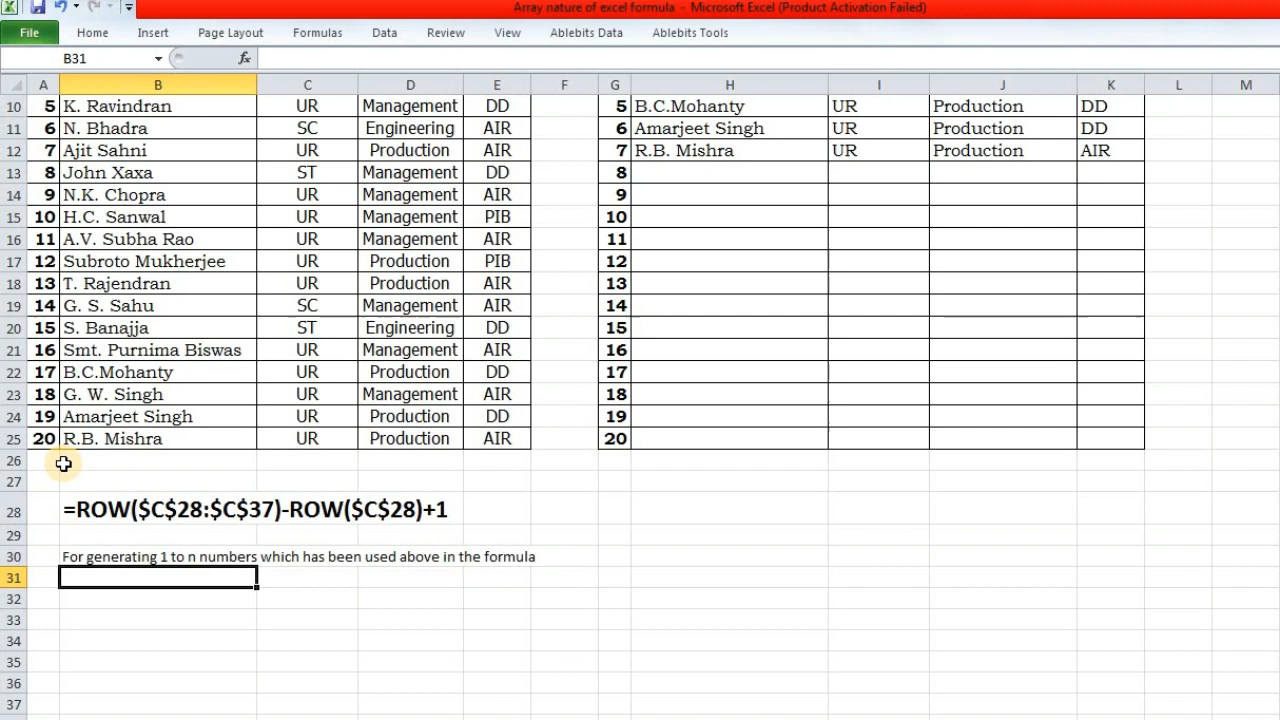 Array nature of excel formula - Microsoft Excel (Product Activation Failed)
File Home Insert Page Layout Formulas Data Review View Ablebits Data Ablebits Tools
B31 fx
A B C D E F G H I J K L M
10 5 K. Ravindran UR Management DD 5 B.C.Mohanty UR Production DD
11 6 N. Bhadra SC Engineering AIR 6 Amarjeet Singh UR Production DD
12 7 Ajit Sahni UR Production AIR 7 R.B. Mishra UR Production AIR
13 8 John Xaxa ST Management DD 8
14 9 N.K. Chopra UR Management AIR 9
15 10 H.C. Sanwal UR Management PIB 10
16 11 A.V. Subha Rao UR Management AIR 11
17 12 Subroto Mukherjee UR Production PIB 12
18 13 T. Rajendran UR Production AIR 13
19 14 G. S. Sahu SC Management AIR 14
20 15 S. Banajja ST Engineering DD 15
21 16 Smt. Purnima Biswas UR Management AIR 16
22 17 B.C.Mohanty UR Production DD 17
23 18 G. W. Singh UR Management AIR 18
24 19 Amarjeet Singh UR Production DD 19
25 20 R.B. Mishra UR Production AIR 20
26
27
28 =ROW($C$28:$C$37)-ROW($C$28)+1
29
30 For generating 1 to n numbers which has been used above in the formula
31
32
33
34
35
36
37